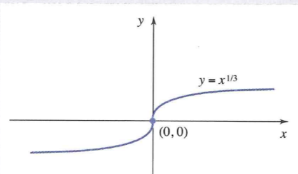 y
y = x^{1/3}
(0, 0)
x